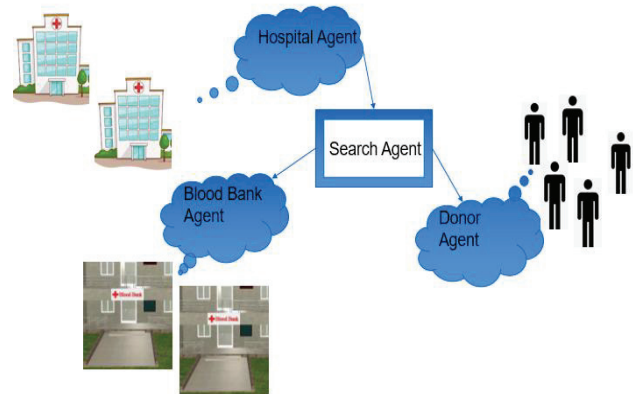 Hospital Agent
Search Agent
Blood Bank
Agent
Donor
Agent
Blood Bank
Blood Bank